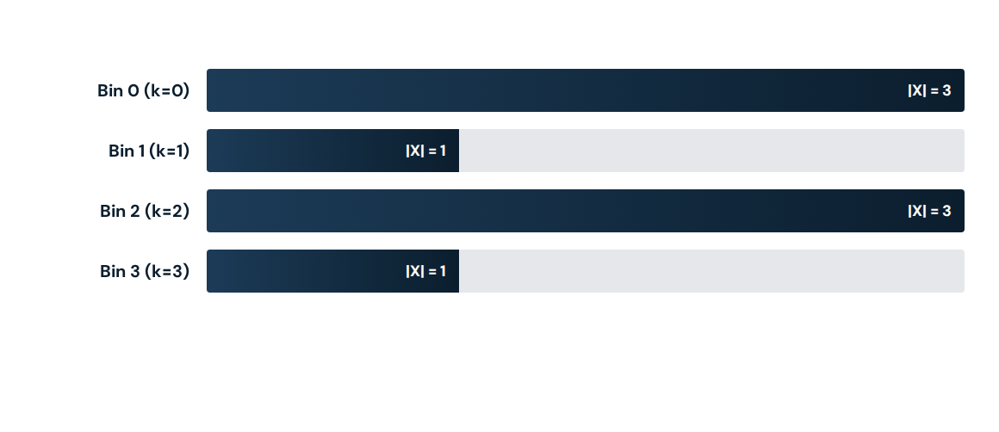 Bin 0 (k=0) |X| = 3
Bin 1 (k=1) |X| = 1
Bin 2 (k=2) |X| = 3
Bin 3 (k=3) |X| = 1